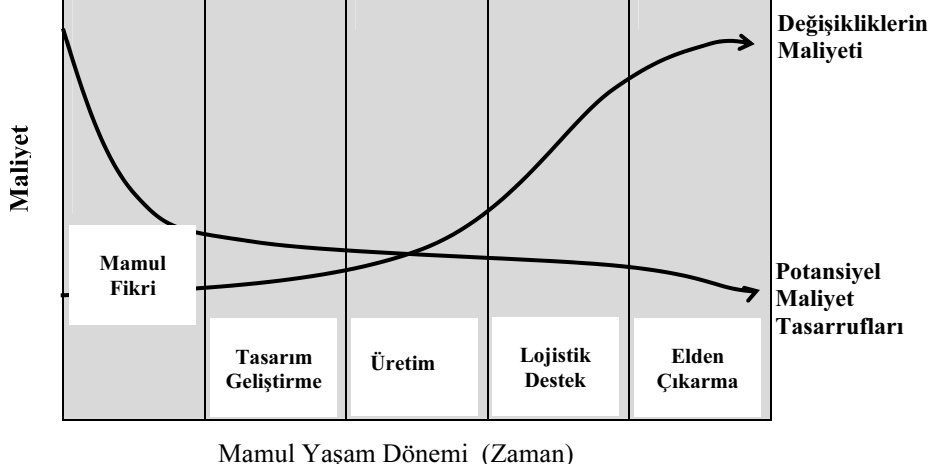 Değişikliklerin
Maliyeti
Maliyet
Mamul
Fikri
Potansiyel
Maliyet
Tasarrufları
Tasarım
Geliştirme
Üretim
Lojistik
Destek
Elden
Çıkarma
Mamul Yaşam Dönemi (Zaman)